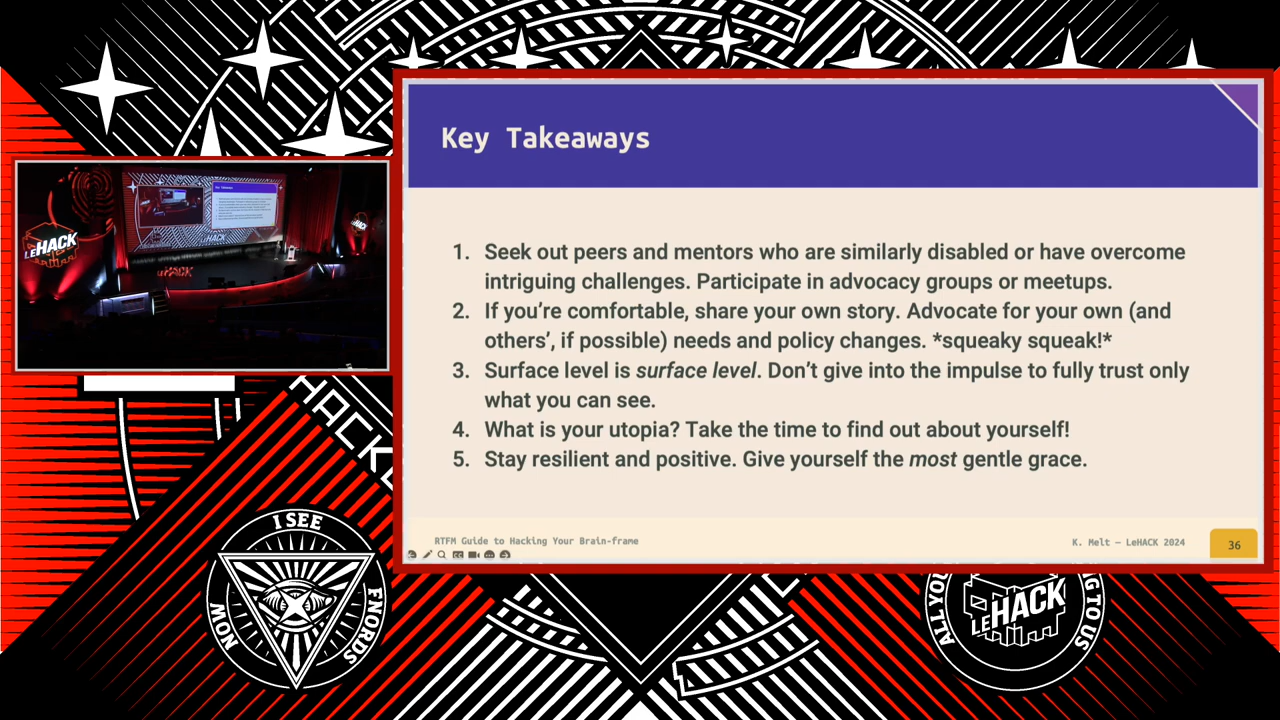 Key Takeaways
1. Seek out peers and mentors who are similarly disabled or have overcome
intriguing challenges. Participate in advocacy groups or meetups.
2. If you’re comfortable, share your own story. Advocate for your own (and
others’, if possible) needs and policy changes. *squeaky squeak!*
3. Surface level is surface level. Don’t give into the impulse to fully trust only
what you can see.
4. What is your utopia? Take the time to find out about yourself!
5. Stay resilient and positive. Give yourself the most gentle grace.
RTFM Guide to Hacking Your Brain-frame
K. Melt – LeHACK 2024
36
LEHACK
LEHACK
Key Takeaways
HACK
I SEE
FNORDS
NOW
ALL YO
G TO US
LEHACK